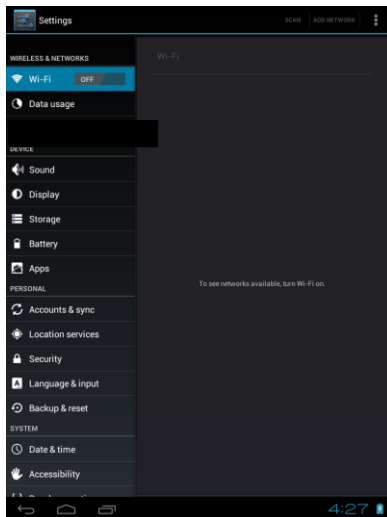 Settings
SCAN
ADD NETWORK
WIRELESS & NETWORKS
Wi-Fi
OFF
Wi-Fi
Data usage
DEVICE
Sound
Display
Storage
Battery
Apps
To see networks available, turn Wi-Fi on.
PERSONAL
Accounts & sync
Location services
Security
Language & input
A
Backup & reset
SYSTEM
Date & time
Accessibility
4:27